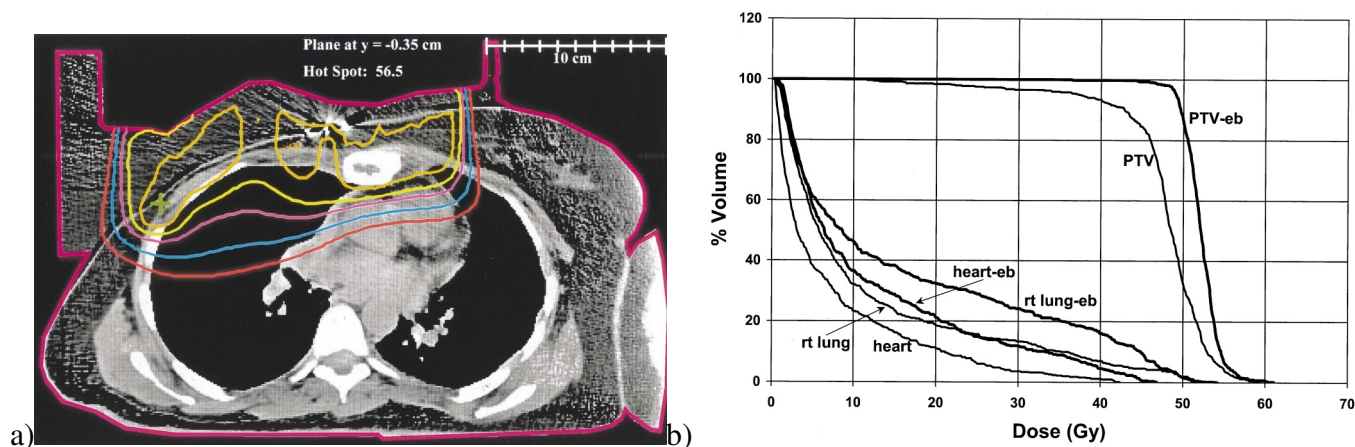 Plane at y = -0.35 cm
Hot Spot: 56.5
10 cm
a)
b)
% Volume
120
100
80
60
40
20
0
PTV-eb
PTV
heart-eb
rt lung-eb
rt lung
heart
0 10 20 30 40 50 60 70
Dose (Gy)